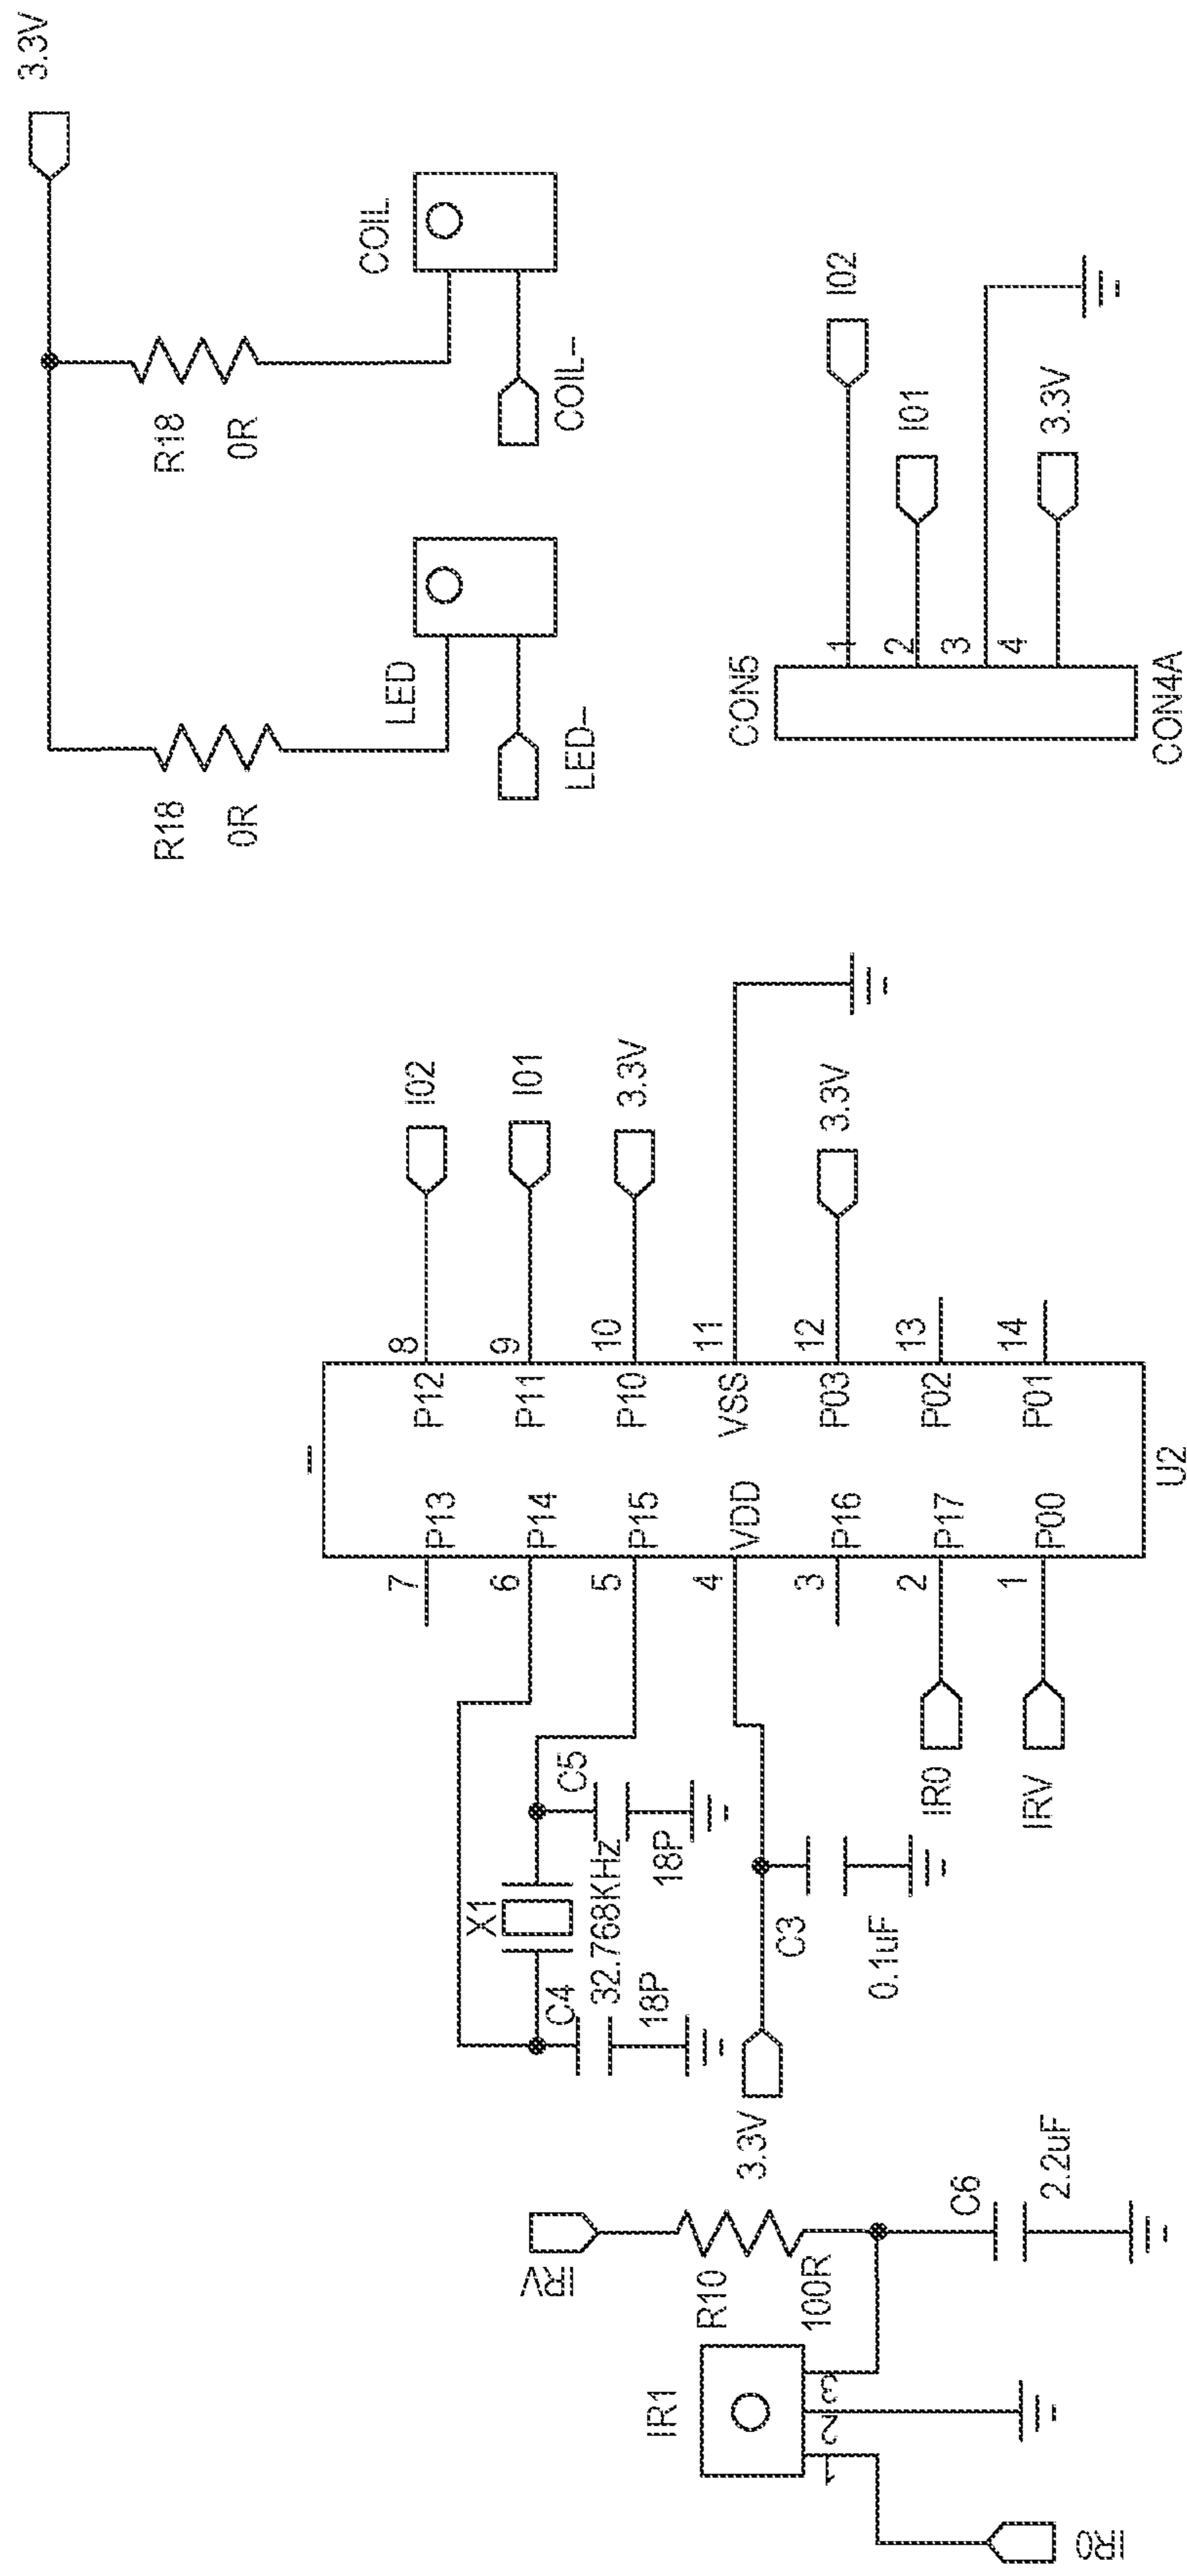 IR0
IR1
1
2
3
IRV
R10
100R
C6
2.2uF
3.3V
C4
18P
X1
32.768KHz
C5
18P
C3
0.1uF
IR0
IRV
7
6
5
4
3
2
1
P13
P14
P15
VDD
P16
P17
P00
P12
P11
P10
VSS
P03
P02
P01
U2
8
9
10
11
12
13
14
I02
I01
3.3V
3.3V
R18
0R
LED
LED–
R18
0R
COIL
COIL–
3.3V
CON5
CON4A
1
2
3
4
I02
I01
3.3V